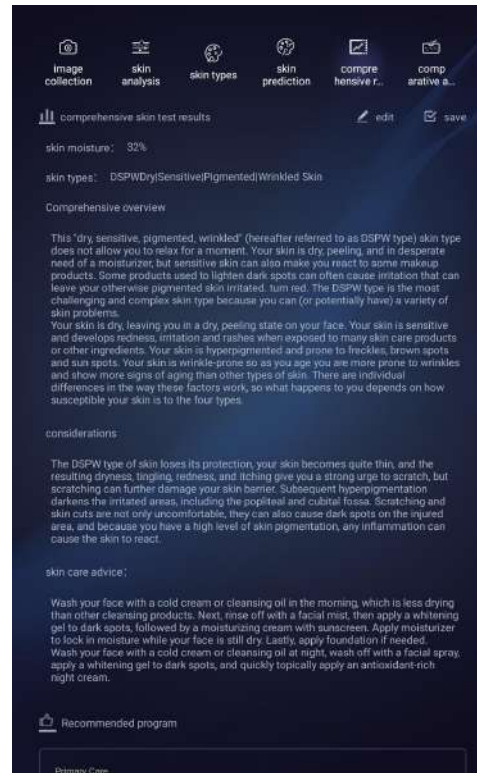 image collection
skin analysis
skin types
skin prediction
compre hensive r...
comp arative a...
comprehensive skin test results
edit
save
skin moisture: 32%
skin types: DSPWDry|Sensitive|Pigmented|Wrinkled Skin
Comprehensive overview
This "dry, sensitive, pigmented, wrinkled" (hereafter referred to as DSPW type) skin type
does not allow you to relax for a moment. Your skin is dry, peeling, and in desperate
need of a moisturizer, but sensitive skin can also make you react to some makeup
products. Some products used to lighten dark spots can often cause irritation that can
leave your otherwise pigmented skin irritated. turn red. The DSPW type is the most
challenging and complex skin type because you can (or potentially have) a variety of
skin problems.
Your skin is dry, leaving you in a dry, peeling state on your face. Your skin is sensitive
and develops redness, irritation and rashes when exposed to many skin care products
or other ingredients. Your skin is hyperpigmented and prone to freckles, brown spots
and sun spots. Your skin is wrinkle-prone so as you age you are more prone to wrinkles
and show more signs of aging than other types of skin. There are individual
differences in the way these factors work, so what happens to you depends on how
susceptible your skin is to the four types.
considerations
The DSPW type of skin loses its protection, your skin becomes quite thin, and the
resulting dryness, tingling, redness, and itching give you a strong urge to scratch, but
scratching can further damage your skin barrier. Subsequent hyperpigmentation
darkens the irritated areas, including the popliteal and cubital fossa. Scratching and
skin cuts are not only uncomfortable, they can also cause dark spots on the injured
area, and because you have a high level of skin pigmentation, any inflammation can
cause the skin to react.
skin care advice:
Wash your face with a cold cream or cleansing oil in the morning, which is less drying
than other cleansing products. Next, rinse off with a facial mist, then apply a whitening
gel to dark spots, followed by a moisturizing cream with sunscreen. Apply moisturizer
to lock in moisture while your face is still dry. Lastly, apply foundation if needed.
Wash your face with a cold cream or cleansing oil at night, wash off with a facial spray,
apply a whitening gel to dark spots, and quickly topically apply an antioxidant-rich
night cream.
Recommended program
Primary Care